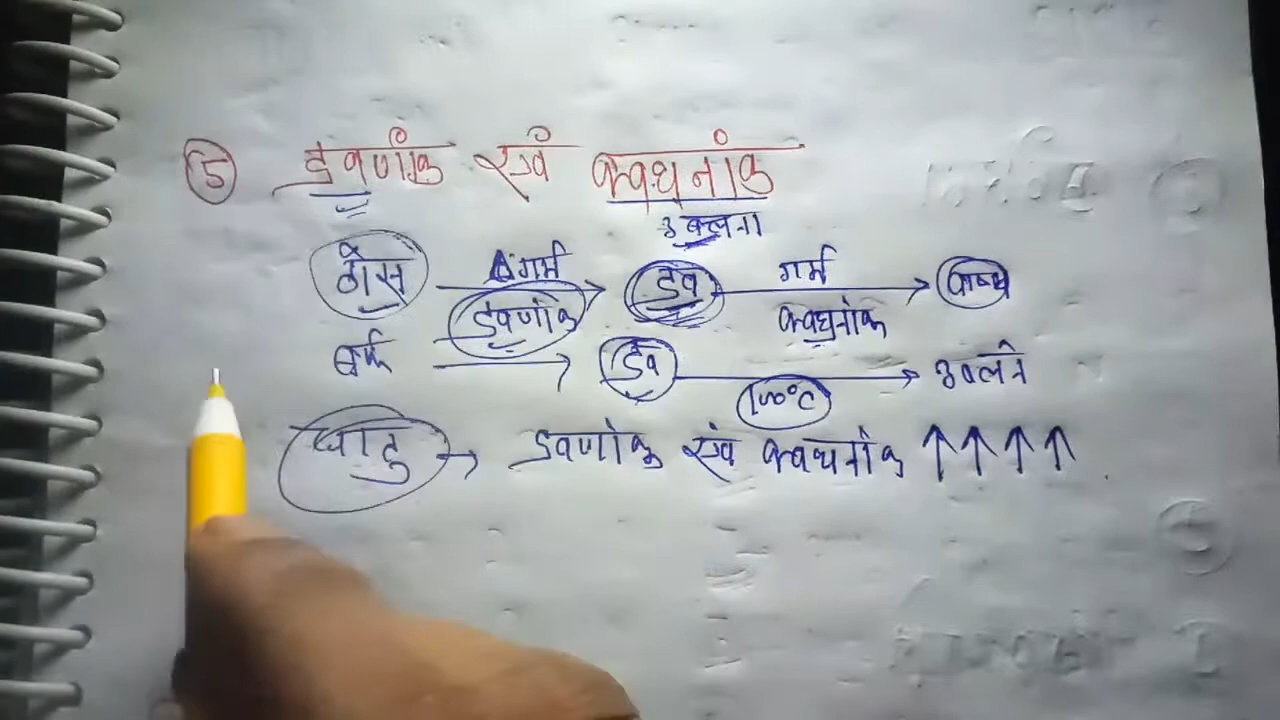 5 द्रवणांक एवं क्वथनांक
उबलना
ठोस Δ गर्म द्रव गर्म वाष्प
द्रवणांक क्वथनांक
बर्फ द्रव 100°C उबलने
धातु → द्रवणांक एवं क्वथनांक ↑ ↑ ↑ ↑